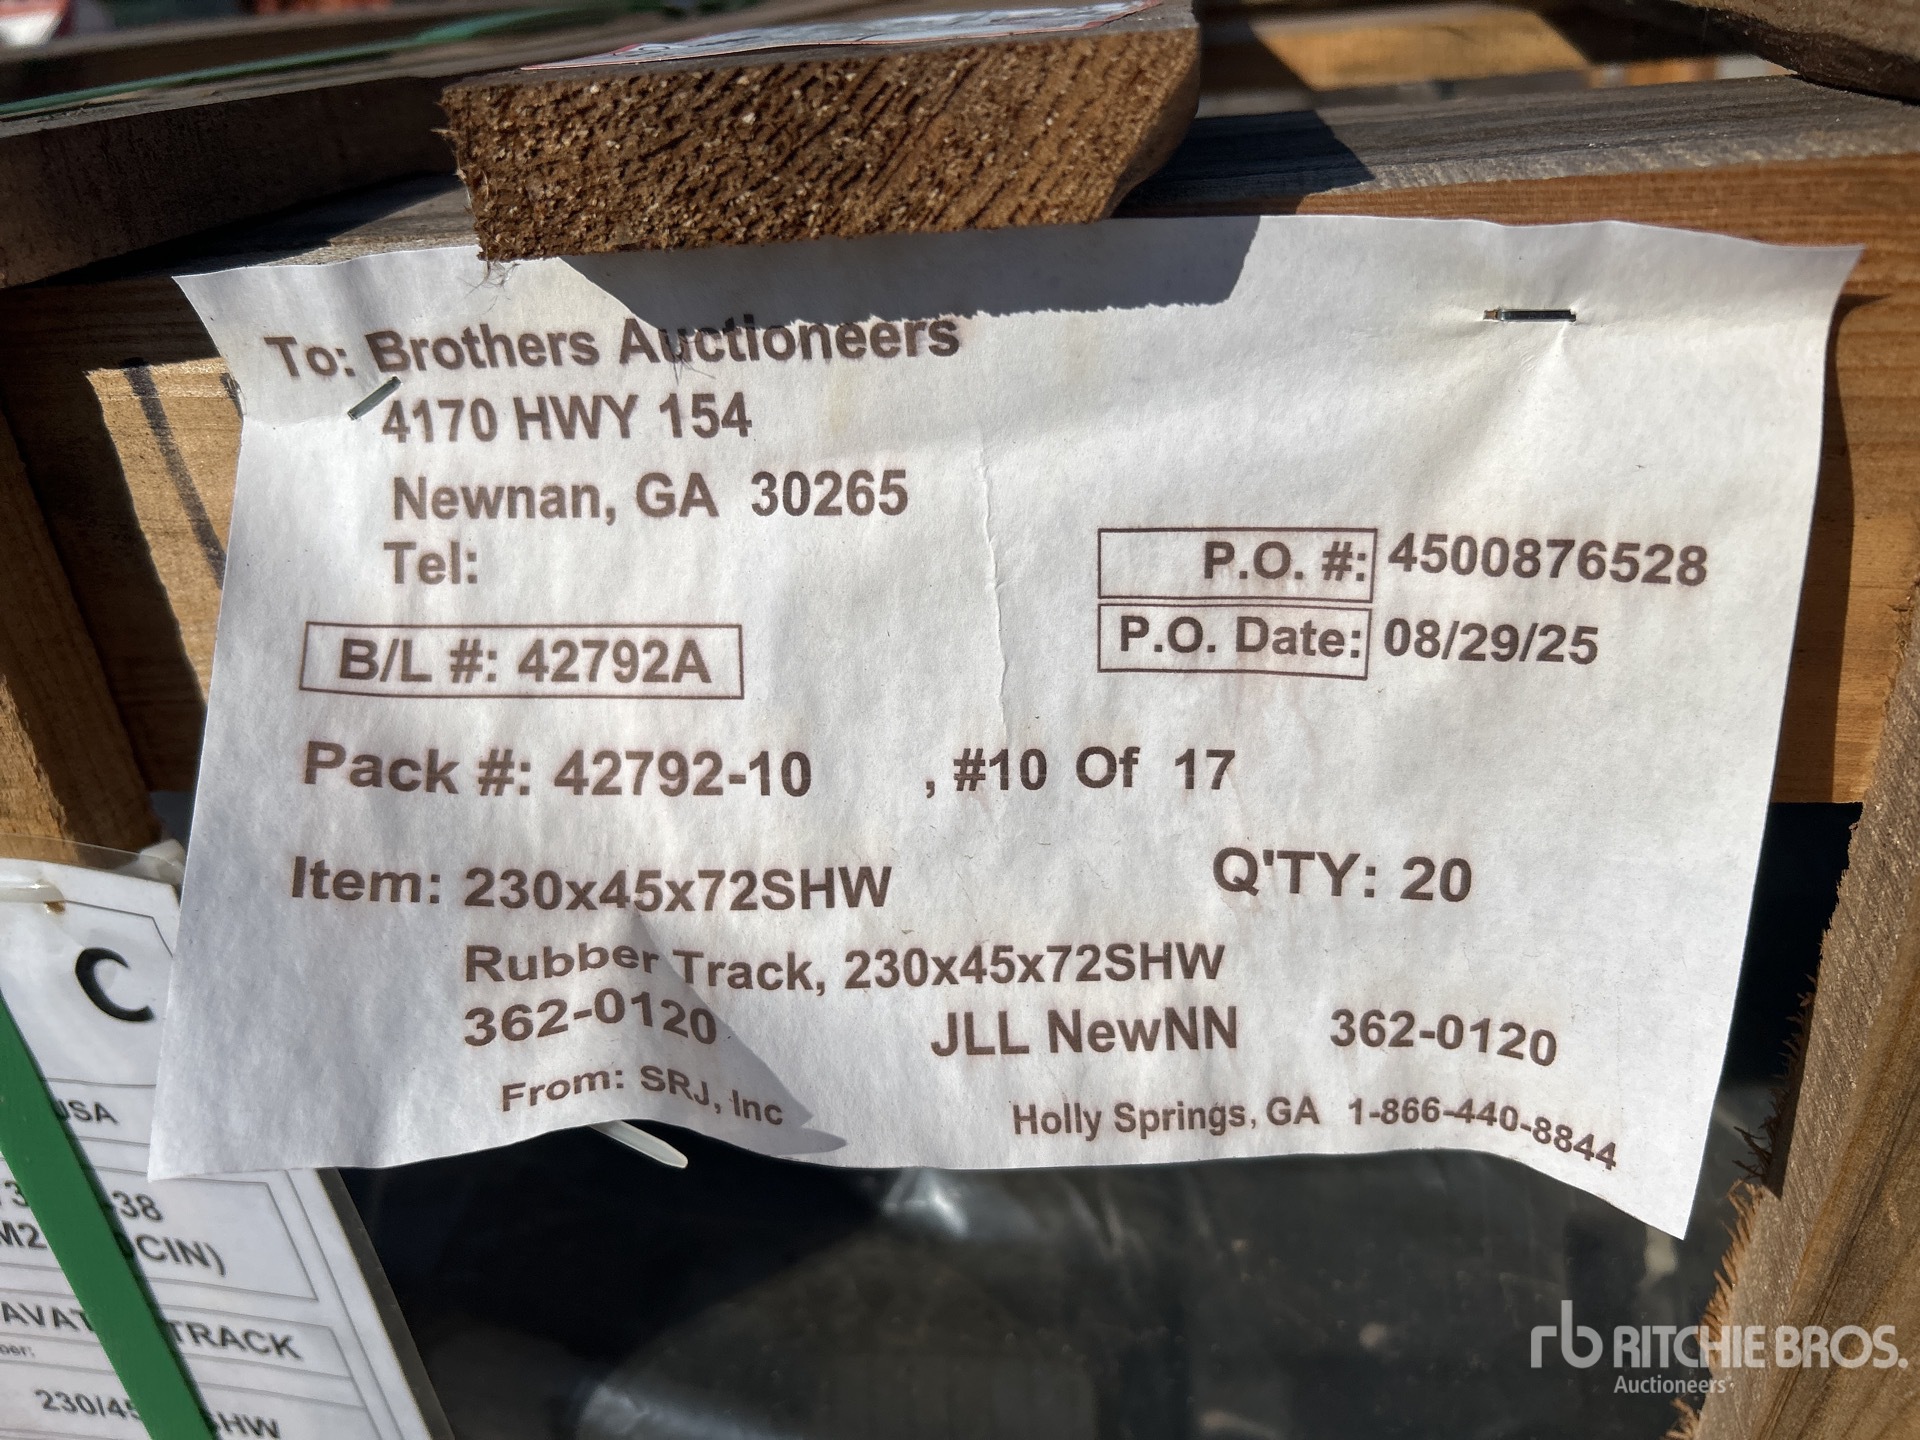 To: Brothers Auctioneers
4170 HWY 154
Newnan, GA 30265
Tel:
P.O. #: 4500876528
P.O. Date: 08/29/25
B/L #: 42792A
Pack #: 42792-10 , #10 Of 17
Item: 230x45x72SHW Q'TY: 20
Rubber Track, 230x45x72SHW
362-0120 JLL NewNN 362-0120
From: SRJ, Inc Holly Springs, GA 1-866-440-8844
C
USA
38
TRACK
rb RITCHIE BROS.
Auctioneers